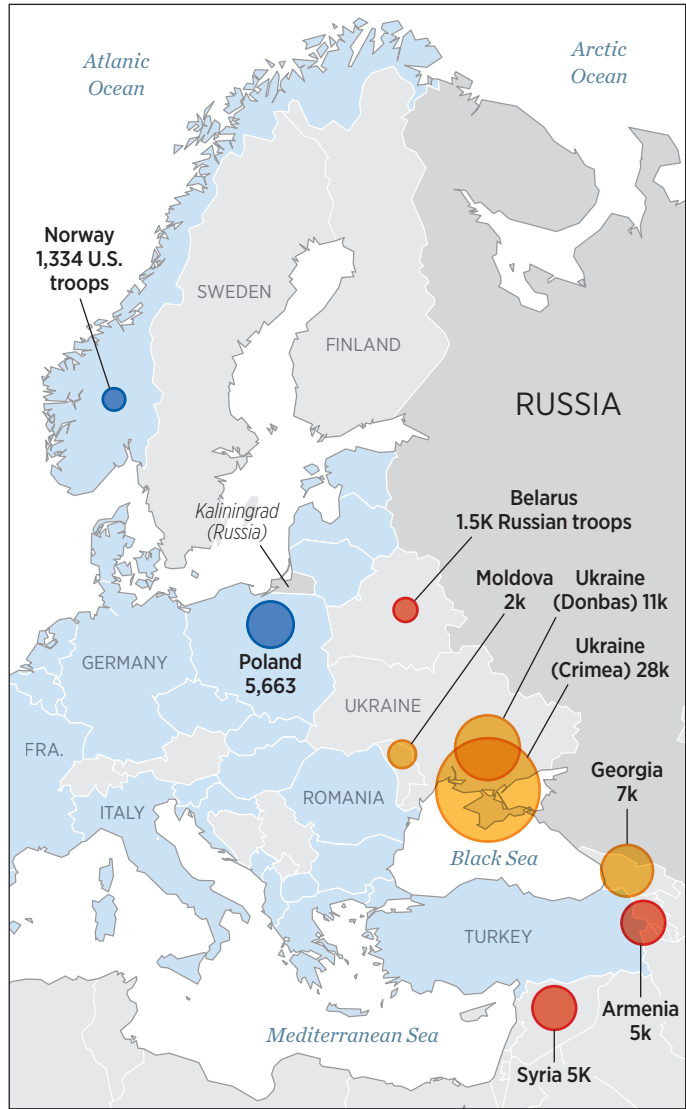 Atlanic
Ocean
Arctic
Ocean
Norway
1,334 U.S.
troops
SWEDEN
FINLAND
RUSSIA
Kaliningrad
(Russia)
Belarus
1.5K Russian troops
Moldova
2k
Ukraine
(Donbas) 11k
Ukraine
(Crimea) 28k
GERMANY
Poland
5,663
UKRAINE
FRA.
ITALY
ROMANIA
Georgia
7k
Black Sea
TURKEY
Armenia
5k
Mediterranean Sea
Syria 5K